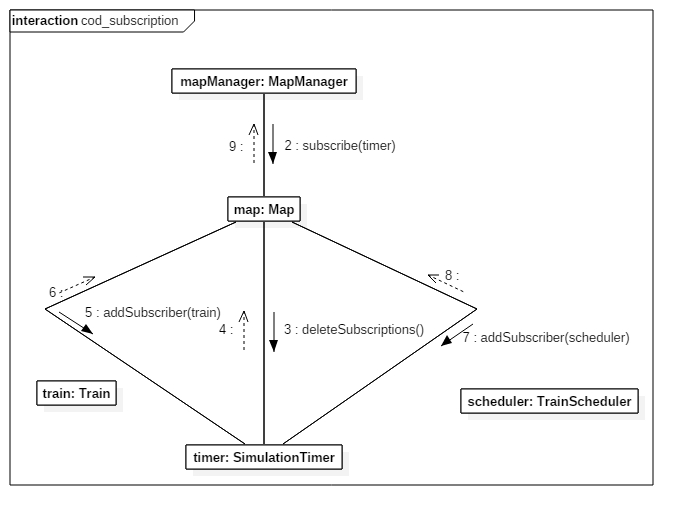 interaction cod_subscription
mapManager: MapManager
9 :
2 : subscribe(timer)
map: Map
6 :
8 :
5 : addSubscriber(train)
4 :
3 : deleteSubscriptions()
7 : addSubscriber(scheduler)
train: Train
scheduler: TrainScheduler
timer: SimulationTimer